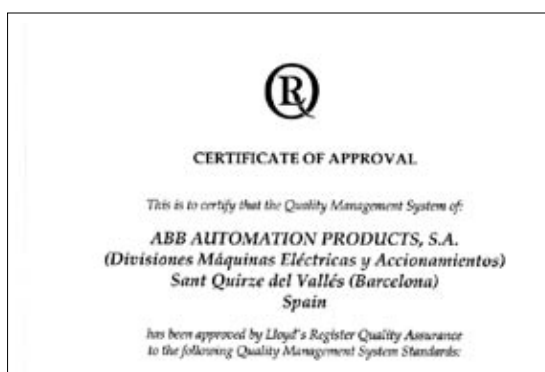 CERTIFICATE OF APPROVAL
This is to certify that the Quality Management System of:
ABB AUTOMATION PRODUCTS, S.A.
(Divisiones Máquinas Eléctricas y Accionamientos)
Sant Quirze del Vallés (Barcelona)
Spain
has been approved by Lloyd's Register Quality Assurance
to the following Quality Management System Standards: